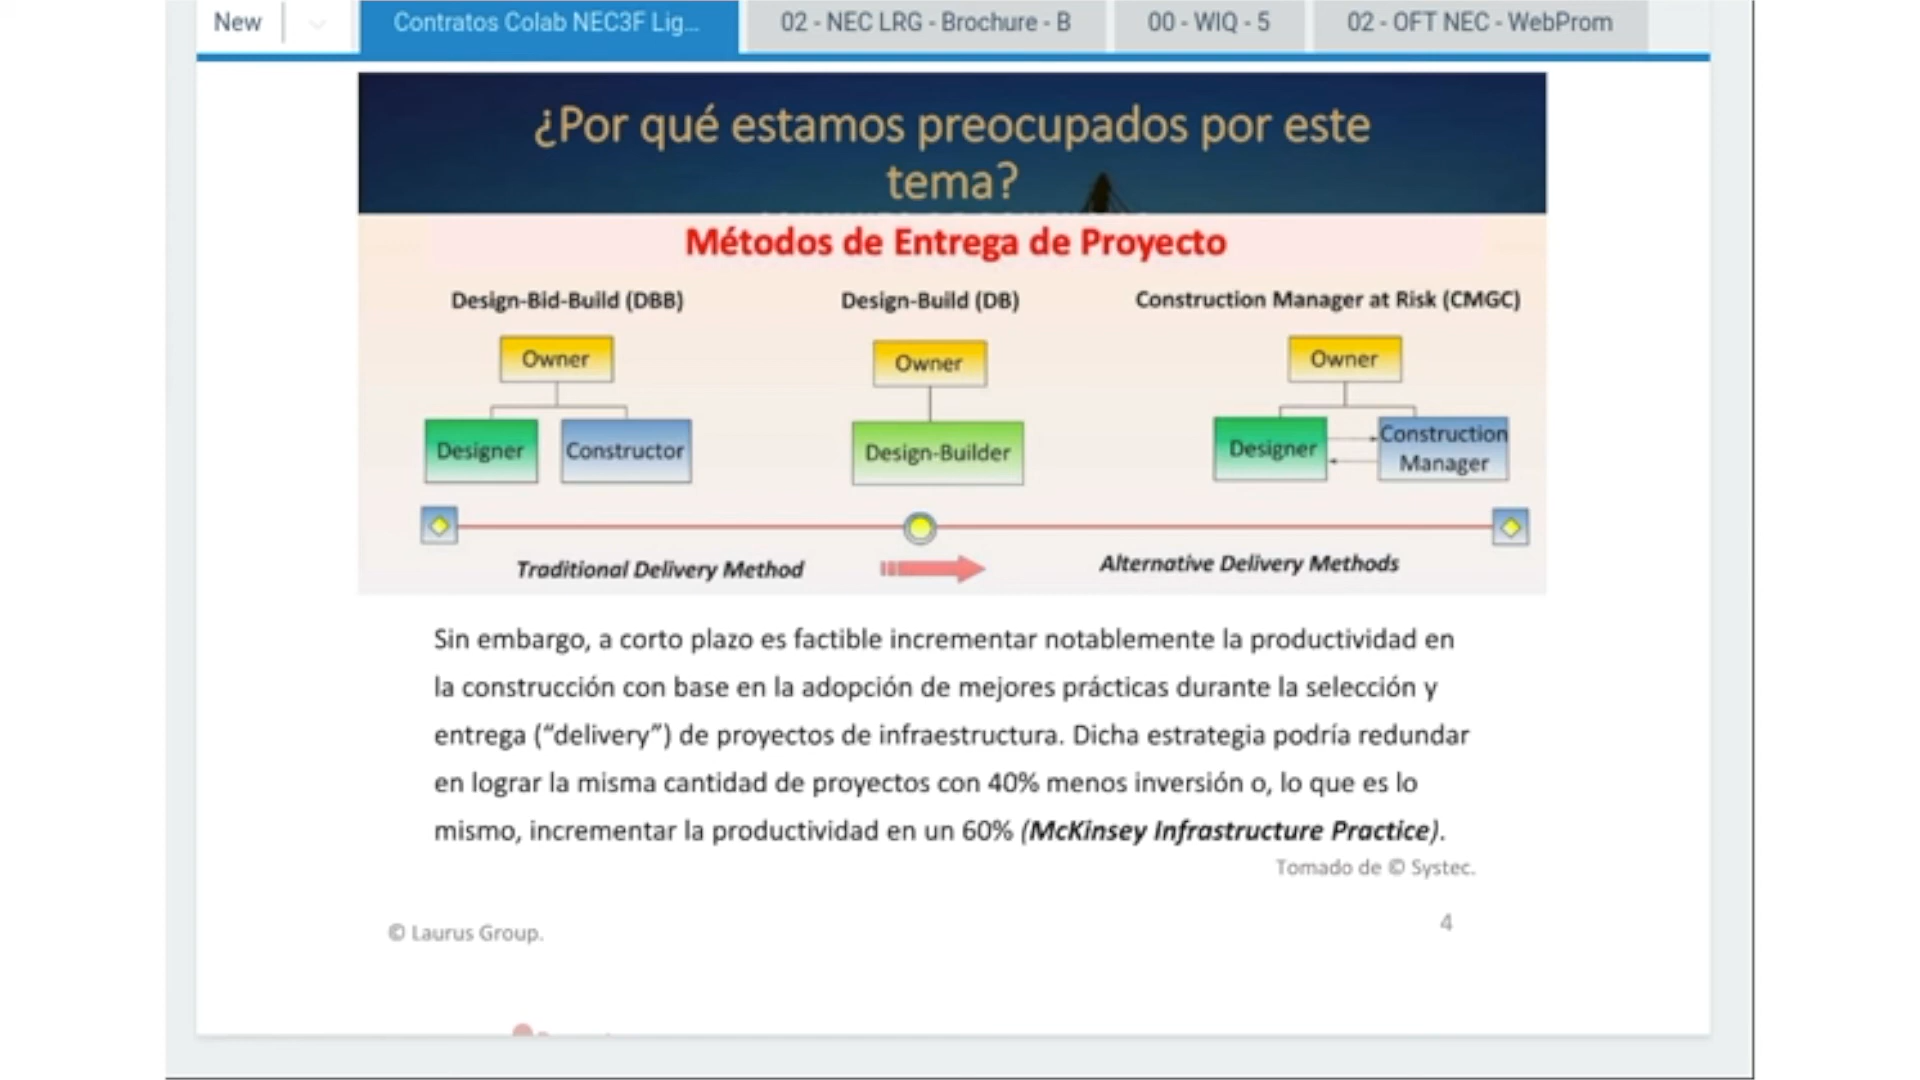 New
Contratos Colab NEC3F Lig...
02 - NEC LRG - Brochure - B
00 - WIQ - 5
02 - OFT NEC - WebProm
¿Por qué estamos preocupados por este
tema?
Métodos de Entrega de Proyecto
Design-Bid-Build (DBB)
Design-Build (DB)
Construction Manager at Risk (CMGC)
Owner
Owner
Owner
Designer
Constructor
Design-Builder
Designer
Construction
Manager
Traditional Delivery Method
Alternative Delivery Methods
Sin embargo, a corto plazo es factible incrementar notablemente la productividad en
la construcción con base en la adopción de mejores prácticas durante la selección y
entrega (“delivery”) de proyectos de infraestructura. Dicha estrategia podría redundar
en lograr la misma cantidad de proyectos con 40% menos inversión o, lo que es lo
mismo, incrementar la productividad en un 60% (McKinsey Infrastructure Practice).
Tomado de © Systec.
© Laurus Group.
4